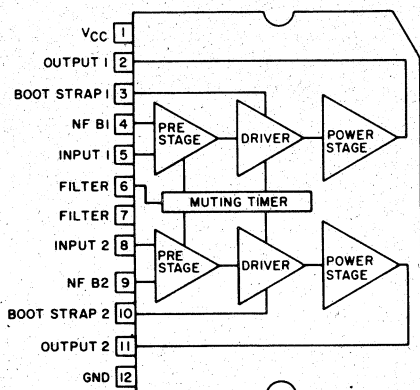 VCC 1
OUTPUT 1 2
BOOT STRAP 1 3
NF B1 4
INPUT 1 5
FILTER 6
FILTER 7
INPUT 2 8
NF B2 9
BOOT STRAP 2 10
OUTPUT 2 11
GND 12
PRE STAGE
DRIVER
POWER STAGE
MUTING TIMER
PRE STAGE
DRIVER
POWER STAGE